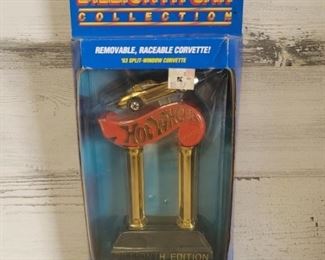 COLLECTION
REMOVABLE, RACEABLE CORVETTE!
'63 SPLIT-WINDOW CORVETTE
Hot Wheels
EDITION